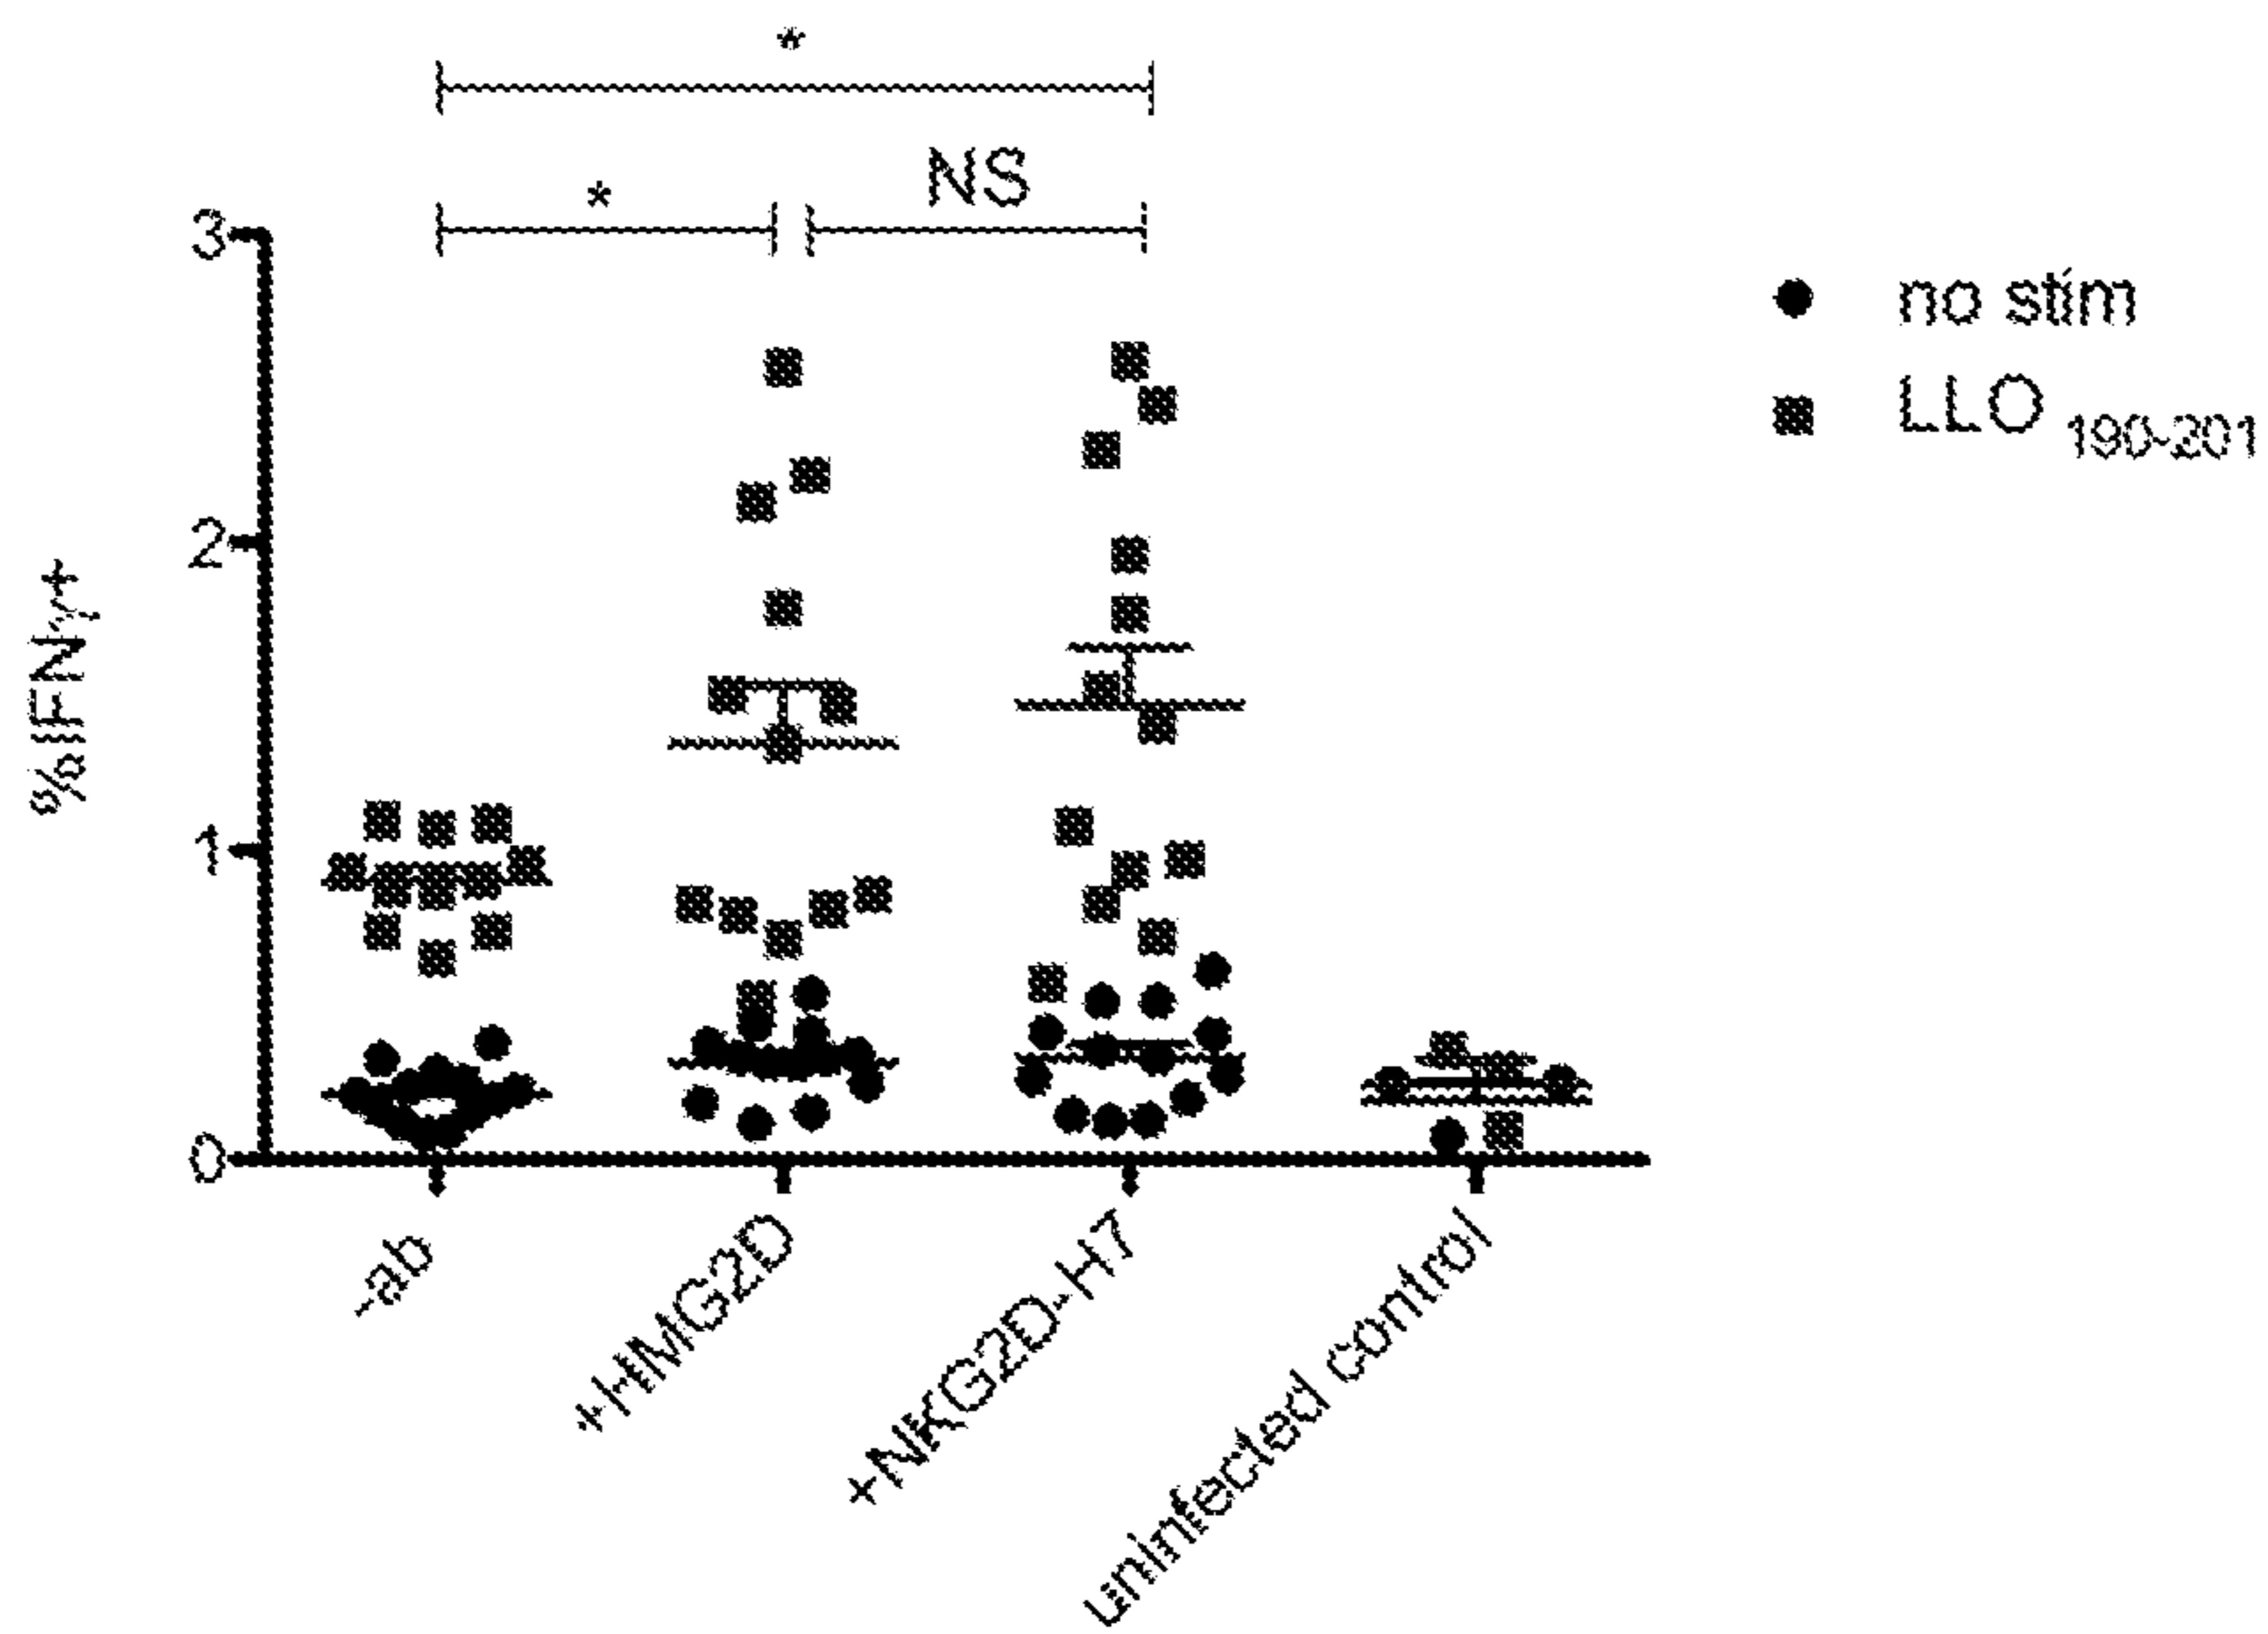 *
* NS
3
2
1
0
%IFNγ+
no stim
LLO 190-201
-ab
+HMG2D
+NKG2D-H7
uninfected control